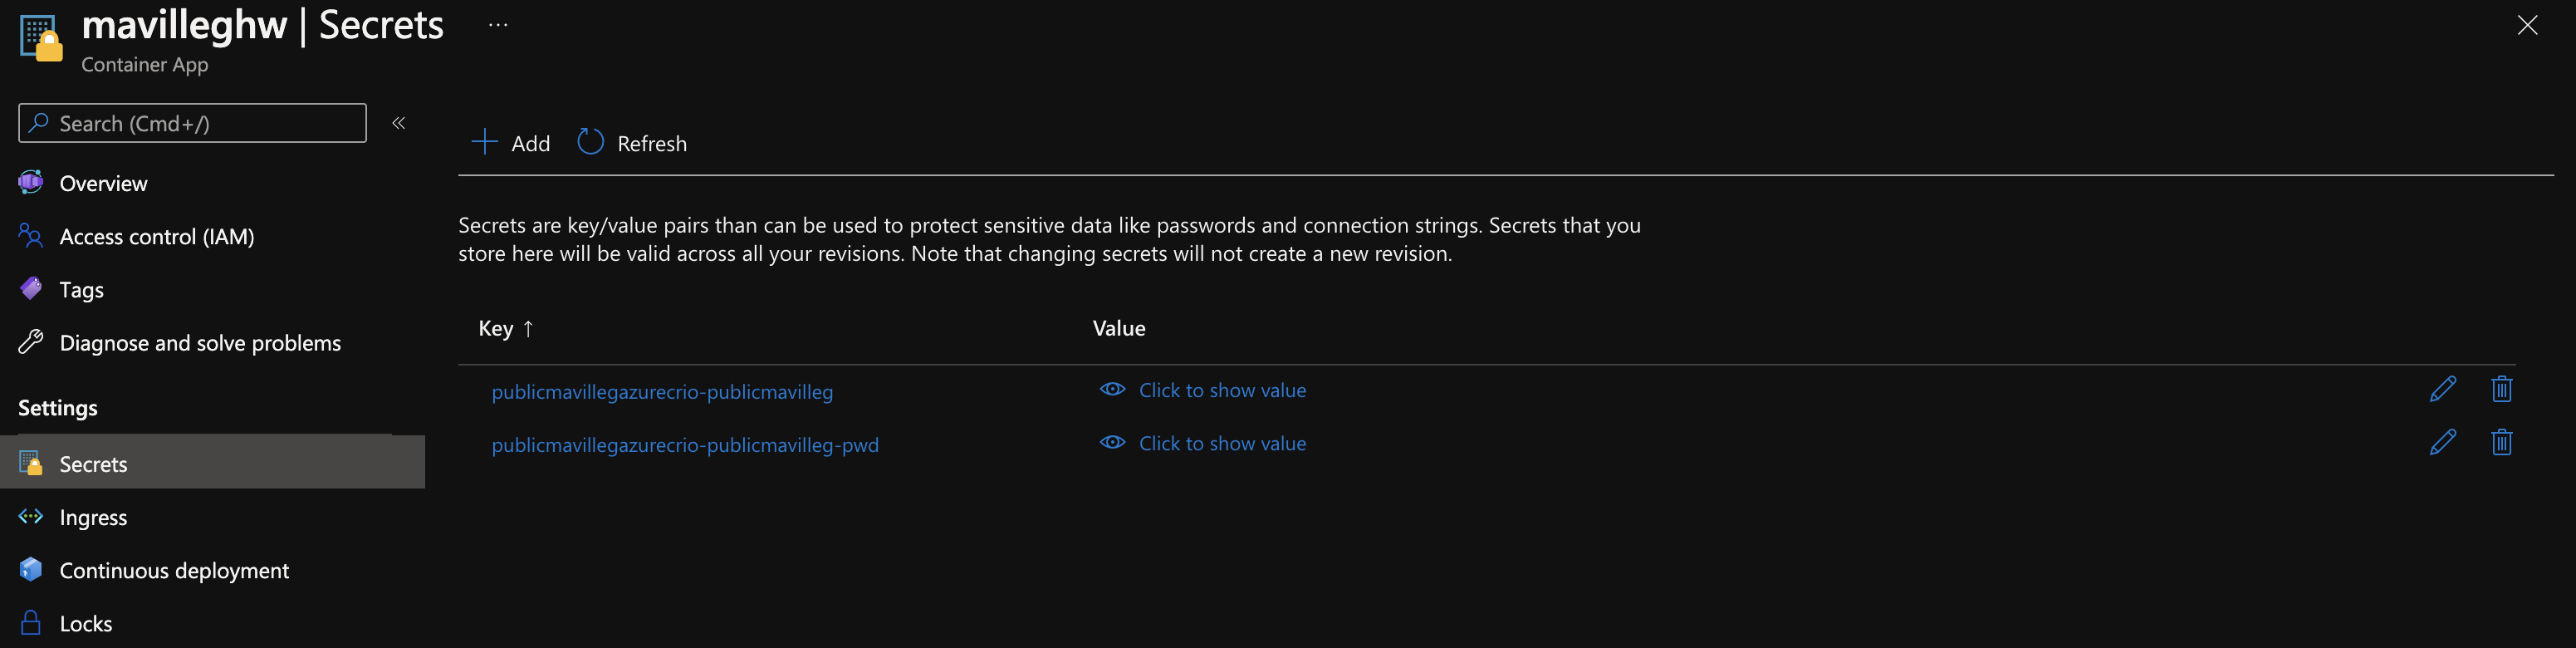 mavilleghw | Secrets ...
Container App
Search (Cmd+/)
«
Overview
Access control (IAM)
Tags
Diagnose and solve problems
Settings
Secrets
Ingress
Continuous deployment
Locks
Add Refresh
Secrets are key/value pairs than can be used to protect sensitive data like passwords and connection strings. Secrets that you
store here will be valid across all your revisions. Note that changing secrets will not create a new revision.
Key ↑ Value
publicmavillegazurecrio-publicmavilleg Click to show value
publicmavillegazurecrio-publicmavilleg-pwd Click to show value